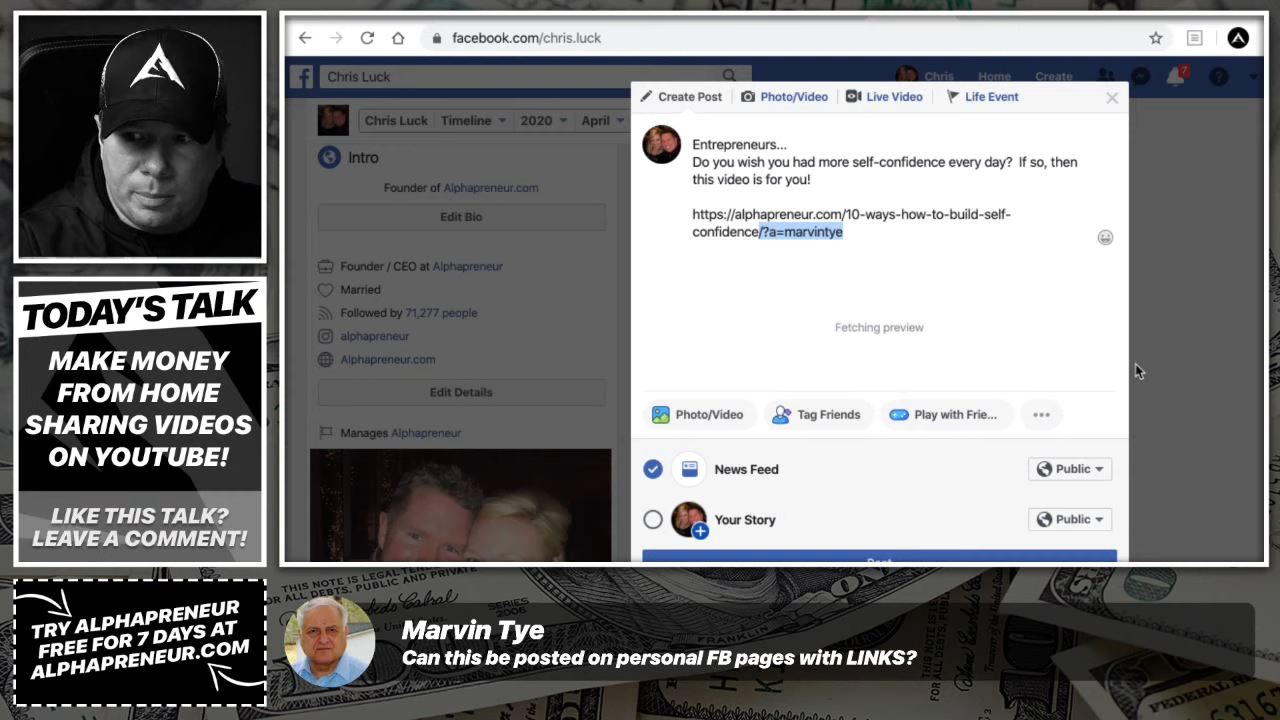 facebook.com/chris.luck
Chris Luck
Chris
Home
Create
7
Chris Luck
Timeline
2020
April
Intro
Founder of Alphapreneur.com
Edit Bio
Founder / CEO at Alphapreneur
Married
Followed by 71,277 people
alphapreneur
Alphapreneur.com
Edit Details
Manages Alphapreneur
Create Post
Photo/Video
Live Video
Life Event
Entrepreneurs...
Do you wish you had more self-confidence every day? If so, then
this video is for you!
https://alphapreneur.com/10-ways-how-to-build-self-
confidence/?a=marvintye
Fetching preview
Photo/Video
Tag Friends
Play with Frie...
News Feed
Public
Your Story
Public
TODAY'S TALK
MAKE MONEY
FROM HOME
SHARING VIDEOS
ON YOUTUBE!
LIKE THIS TALK?
LEAVE A COMMENT!
TRY ALPHAPRENEUR
FREE FOR 7 DAYS AT
ALPHAPRENEUR.COM
Marvin Tye
Can this be posted on personal FB pages with LINKS?
SERIES
2006